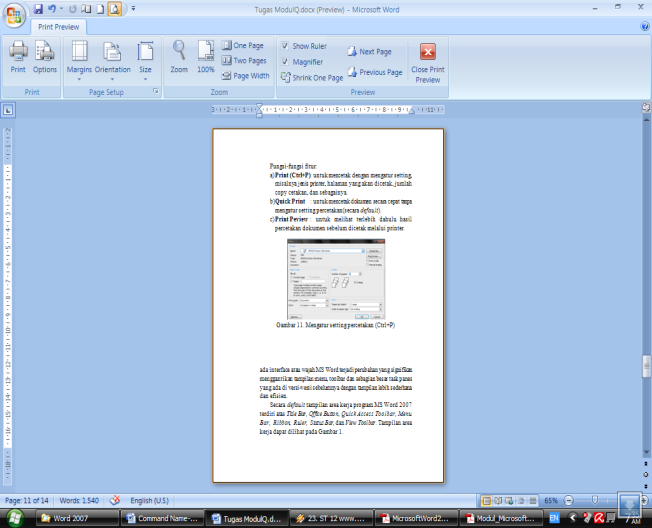 Tugas ModulQ.docx (Preview) - Microsoft Word
Print Preview
Print
Options
Margins
Orientation
Size
Zoom
100%
One Page
Two Pages
Page Width
Show Ruler
Magnifier
Shrink One Page
Next Page
Previous Page
Close Print
Preview
Print
Page Setup
Zoom
Preview
Fungsi-fungsi fitur:
a)Print (Ctrl+P) untuk mencetak dengan mengatur setting,
misalnya jenis printer, halaman yang akan dicetak, jumlah
copy cetakan, dan sebagainya.
b)Quick Print : untuk mencetak dokumen secara cepat tanpa
mengatur setting percetakan(secara default).
c)Print Peview : untuk melihat terlebih dahulu hasil
percetakan dokumen sebelum dicetak melalui printer.
Gambar 11. Mengatur setting percetakan (Ctrl+P)
ada interface atau wajah MS Word terjadi perubahan yang signifikan
menggantikan tampilan menu, toolbar dan sebagian besar task panes
yang ada di versi-versi sebelumnya dengan tampilan lebih sederhana
dan efisien.
Secara default tampilan area kerja program MS Word 2007
terdiri atas Title Bar, Office Button, Quick Access Toolbar, Menu
Bar, Ribbon, Ruler, Status Bar, dan View Toolbar. Tampilan area
kerja dapat dilihat pada Gambar 1.
Page: 11 of 14
Words: 1.540
English (U.S)
65%
Word 2007
Command Name-...
Tugas ModulQ.d...
23. ST 12 www....
MicrosoftWord2...
Modul_Microsoft...
EN
AM